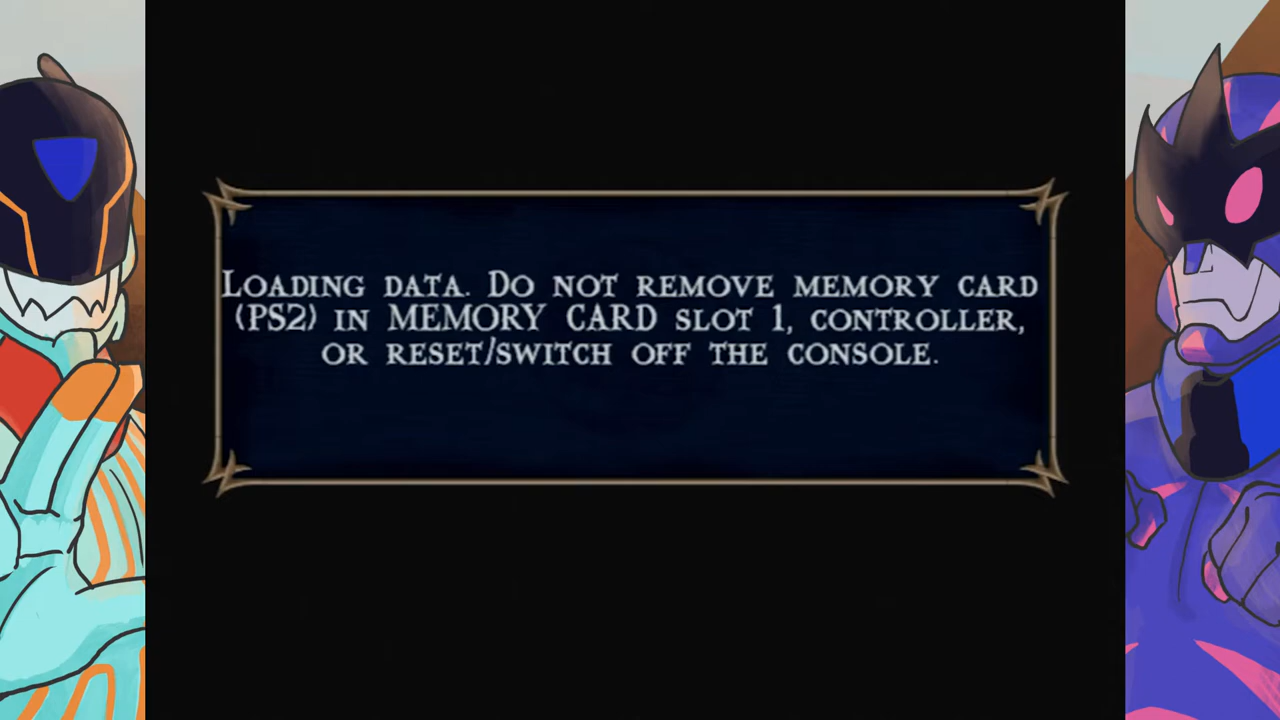 Loading data. Do not remove memory card
(PS2) in MEMORY CARD slot 1, controller,
or reset/switch off the console.